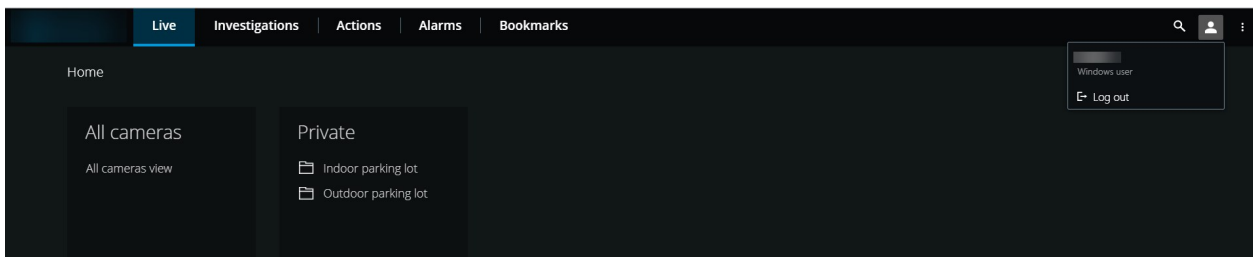 Live Investigations Actions Alarms Bookmarks
Windows user
Log out
Home
All cameras
All cameras view
Private
Indoor parking lot
Outdoor parking lot